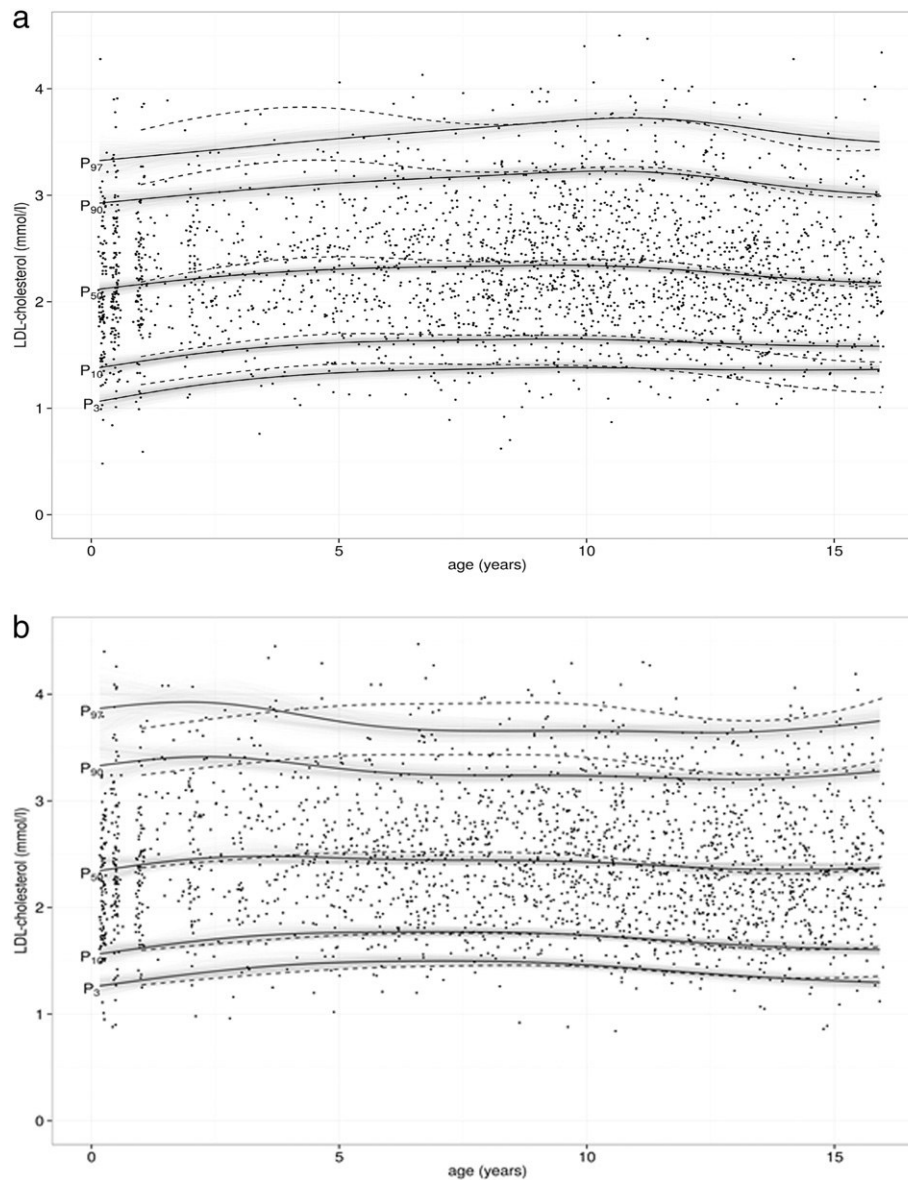 a
LDL-cholesterol (mmol/l)
4
3
2
1
0
P97
P90
P50
P10
P3
0 5 10 15
age (years)
b
LDL-cholesterol (mmol/l)
4
3
2
1
0
P97
P90
P50
P10
P3
0 5 10 15
age (years)